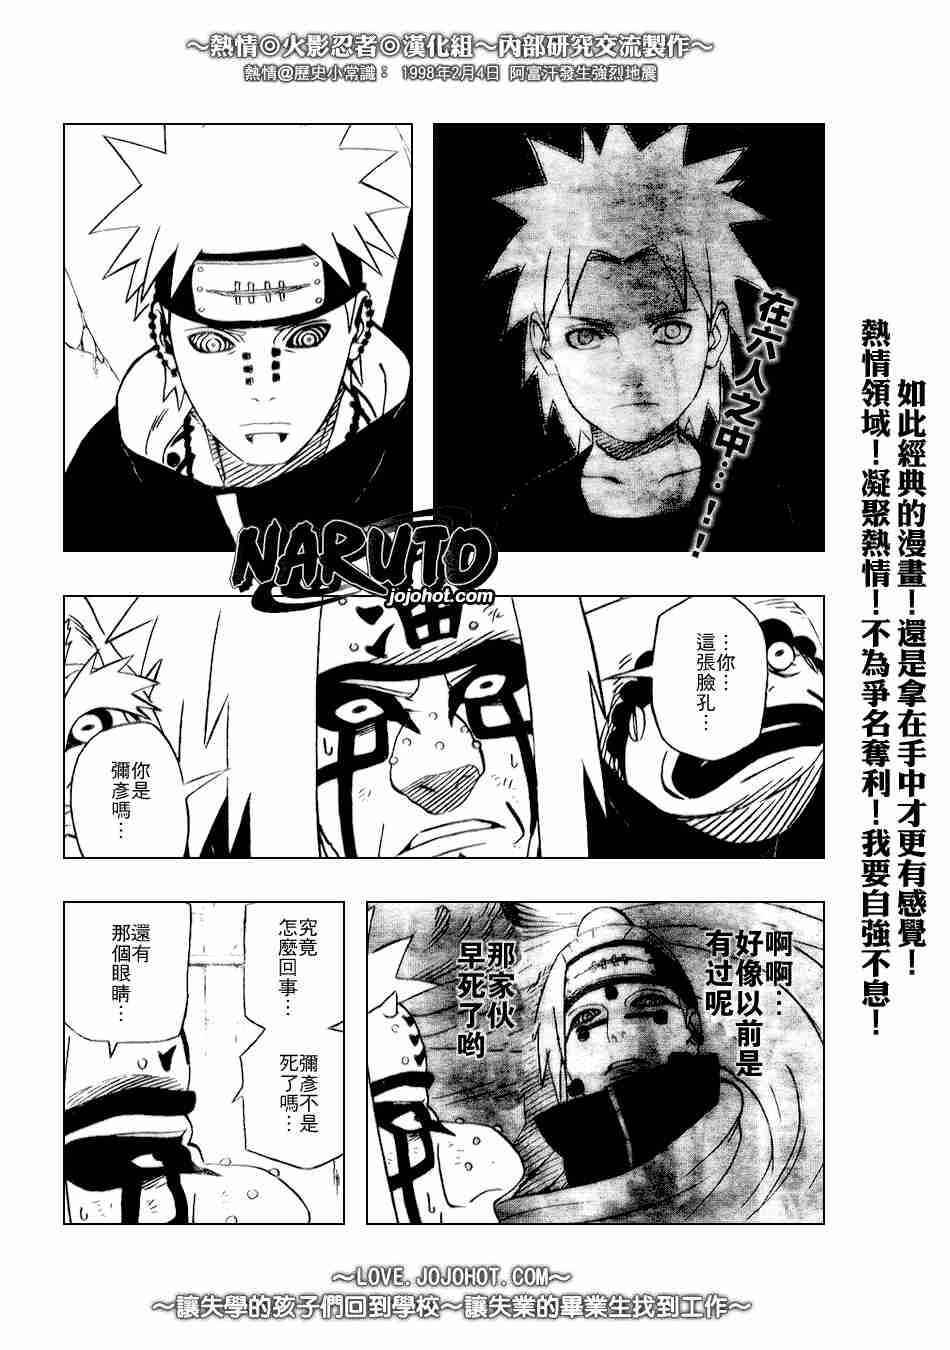 ～熱情◎火影忍者◎漢化組～內部研究交流製作～
熱情@歷史小常識： 1998年2月4日 阿富汗發生強烈地震
在六人之中…！！
如此經典的漫畫！還是拿在手中才更有感覺！
熱情領域！凝聚熱情！不為爭名奪利！我要自強不息！
NARUTO
jojohot.com
…你…
這張臉孔…
油
你是
彌彥嗎…
啊啊…
好像以前是
有过呢
那家伙
早死了哟
究竟
怎麼回事…
彌彥不是
死了嗎…
還有
那個眼睛…
～LOVE.JOJOHOT.COM～
～讓失學的孩子們回到學校～讓失業的畢業生找到工作～